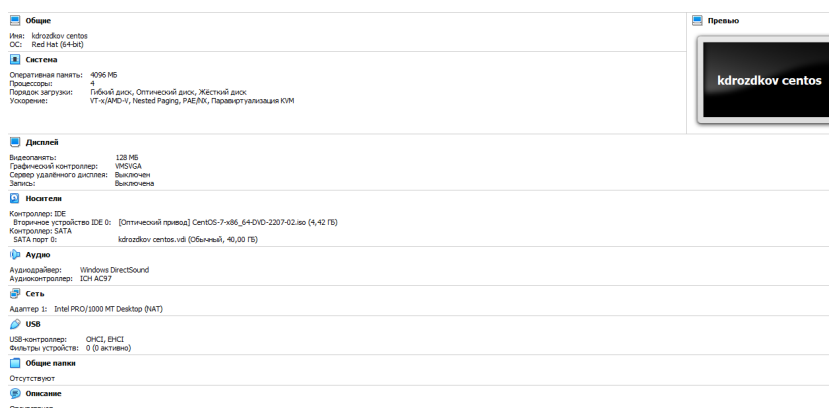 Общие
Имя: kdrozdkov centos
ОС: Red Hat (64-bit)
Превью
kdrozdkov centos
Система
Оперативная память: 4096 МБ
Процессоры: 4
Порядок загрузки: Гибкий диск, Оптический диск, Жёсткий диск
Ускорение: VT-x/AMD-V, Nested Paging, PAE/NX, Паравиртуализация KVM
Дисплей
Видеопамять: 128 МБ
Графический контроллер: VMSVGA
Сервер удалённого дисплея: Выключен
Запись: Выключена
Носители
Контроллер: IDE
Вторичное устройство IDE 0: [Оптический привод] CentOS-7-x86_64-DVD-2207-02.iso (4,42 ГБ)
Контроллер: SATA
SATA порт 0: kdrozdkov centos.vdi (Обычный, 40,00 ГБ)
Аудио
Аудиодрайвер: Windows DirectSound
Аудиоконтроллер: ICH AC97
Сеть
Адаптер 1: Intel PRO/1000 MT Desktop (NAT)
USB
USB-контроллер: OHCI, EHCI
Фильтры устройств: 0 (0 активно)
Общие папки
Отсутствуют
Описание